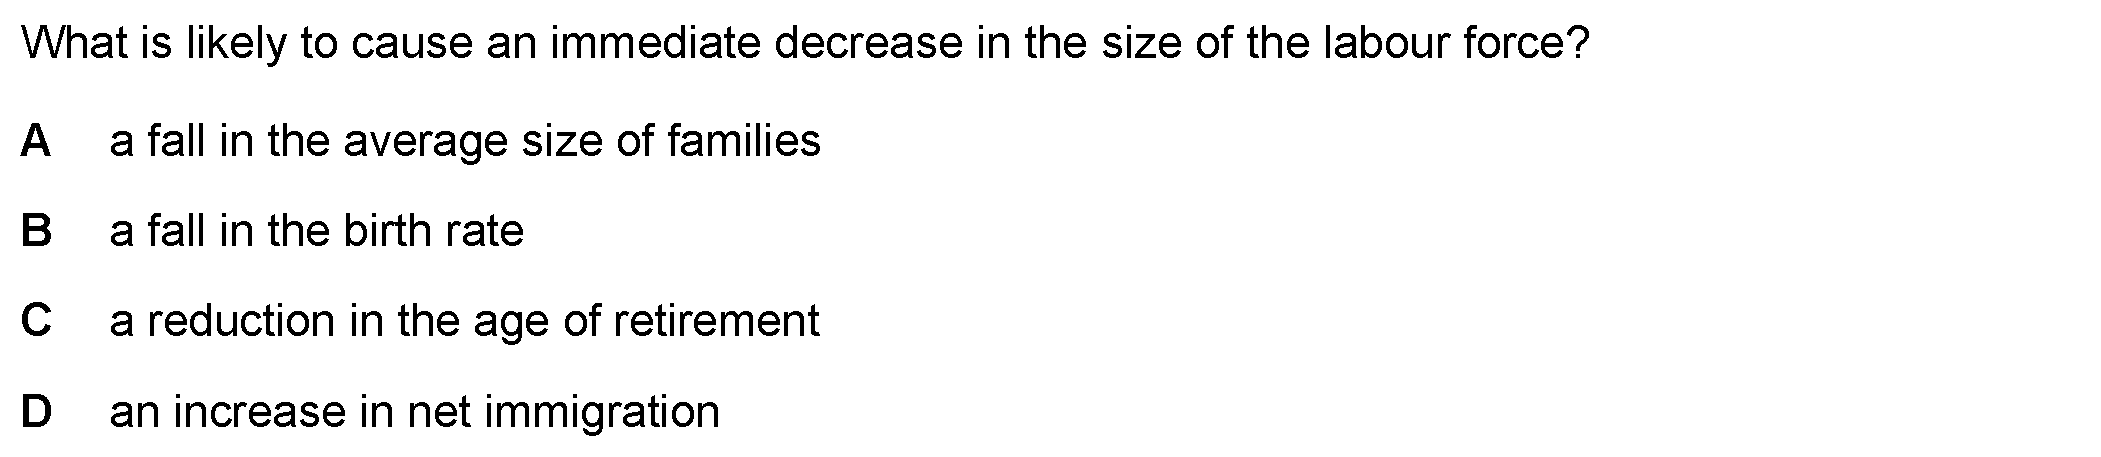 What is likely to cause an immediate decrease in the size of the labour force?
A a fall in the average size of families
B a fall in the birth rate
C a reduction in the age of retirement
D an increase in net immigration